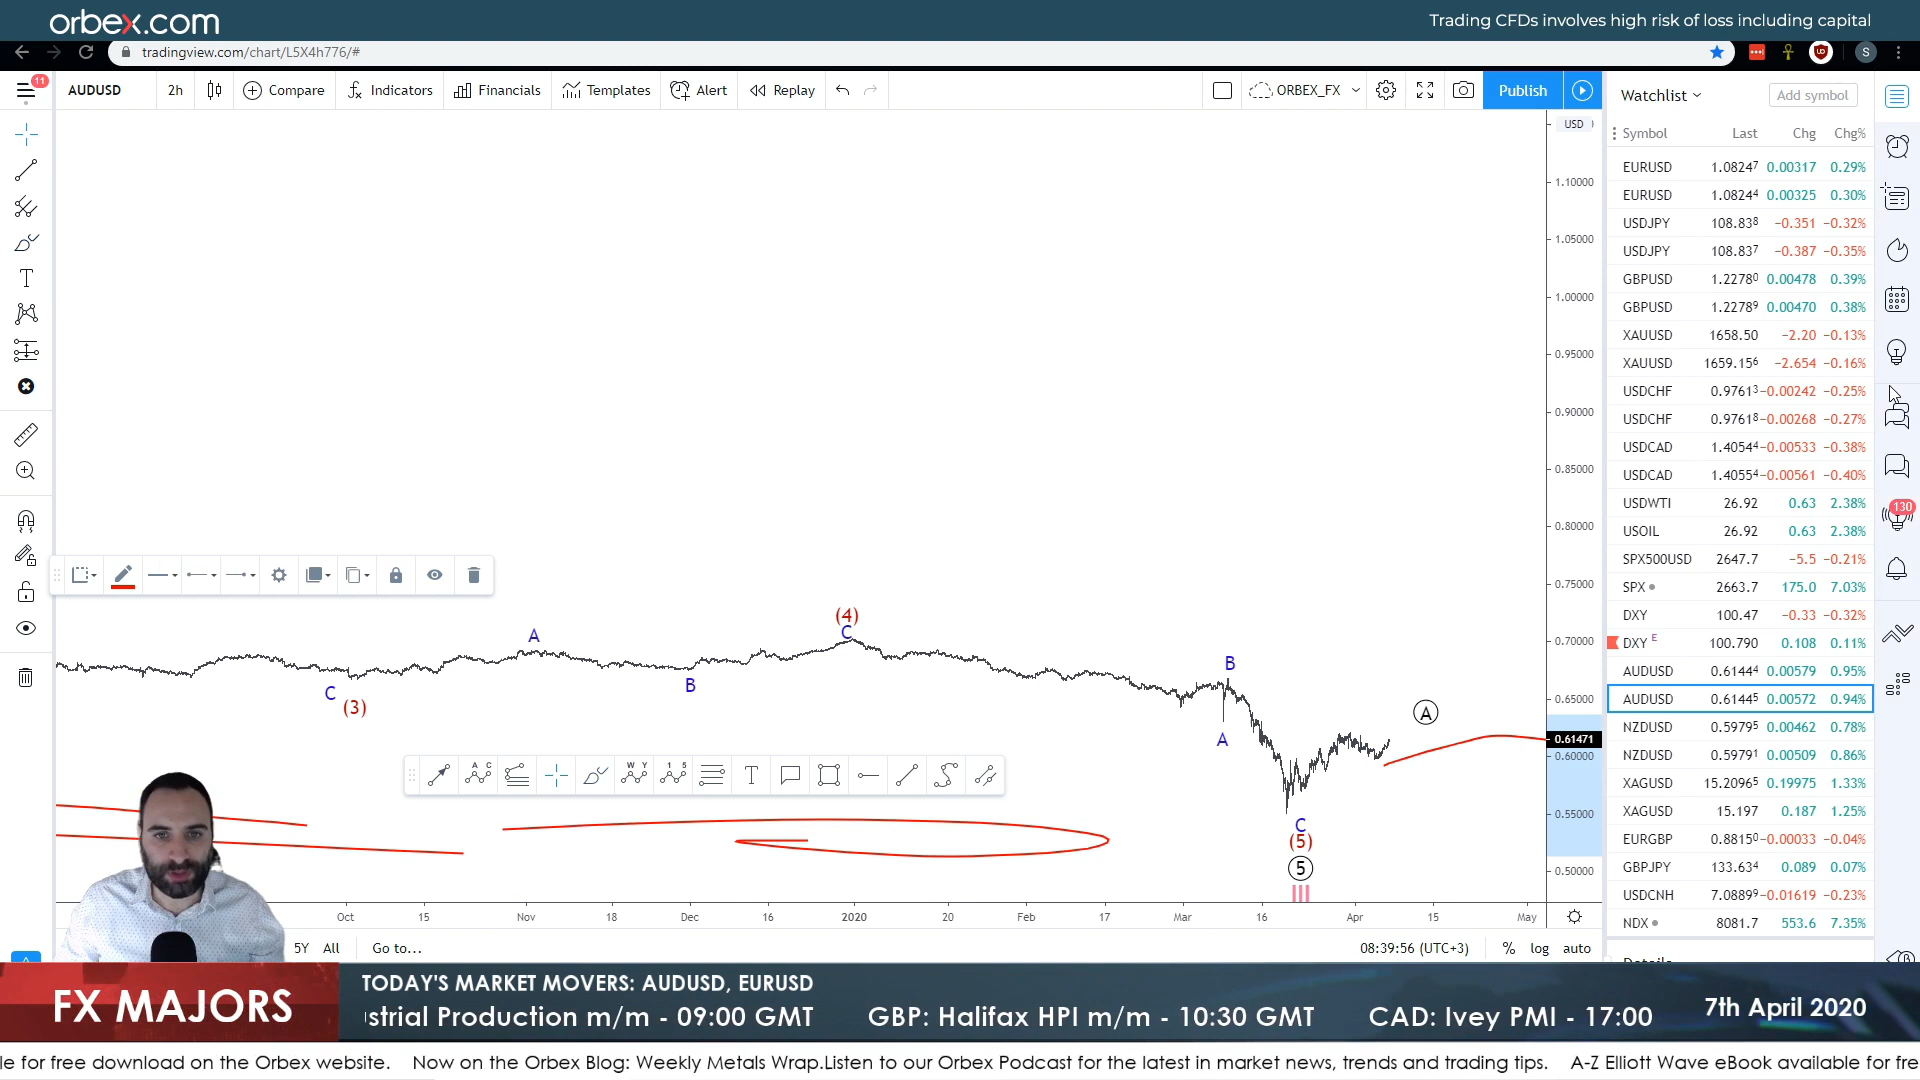 orbex.com
Trading CFDs involves high risk of loss including capital
tradingview.com/chart/L5X4h776/#
S
11
AUDUSD 2h Compare Indicators Financials Templates Alert Replay ORBEX_FX Publish
Watchlist Add symbol
Symbol Last Chg Chg%
EURUSD 1.08247 0.00317 0.29%
EURUSD 1.08244 0.00325 0.30%
USDJPY 108.838 −0.351 −0.32%
USDJPY 108.837 −0.387 −0.35%
GBPUSD 1.22780 0.00478 0.39%
GBPUSD 1.22789 0.00470 0.38%
XAUUSD 1658.50 −2.20 −0.13%
XAUUSD 1659.156 −2.654 −0.16%
USDCHF 0.97613 −0.00242 −0.25%
USDCHF 0.97618 −0.00268 −0.27%
USDCAD 1.40544 −0.00533 −0.38%
USDCAD 1.40554 −0.00561 −0.40%
USDWTI 26.92 0.63 2.38%
USOIL 26.92 0.63 2.38%
SPX500USD 2647.7 −5.5 −0.21%
SPX 2663.7 175.0 7.03%
DXY 100.47 −0.33 −0.32%
DXY E 100.790 0.108 0.11%
AUDUSD 0.61444 0.00579 0.95%
AUDUSD 0.61445 0.00572 0.94%
NZDUSD 0.59795 0.00462 0.78%
NZDUSD 0.59791 0.00509 0.86%
XAGUSD 15.20965 0.19975 1.33%
XAGUSD 15.197 0.187 1.25%
EURGBP 0.88150 −0.00033 −0.04%
GBPJPY 133.634 0.089 0.07%
USDCNH 7.08899 −0.01619 −0.23%
NDX 8081.7 553.6 7.35%
130
USD
1.10000
1.05000
1.00000
0.95000
0.90000
0.85000
0.80000
0.75000
0.70000
0.65000
0.61471
0.60000
0.55000
0.50000
(4)
C
A
B
C
(3)
B
A
A
C
(5)
5
A C
W Y
1 5
T
Oct 15 Nov 18 Dec 16 2020 20 Feb 17 Mar 16 Apr 15 May
5Y All Go to... 08:39:56 (UTC+3) % log auto
FX MAJORS
TODAY'S MARKET MOVERS: AUDUSD, EURUSD
strial Production m/m - 09:00 GMT GBP: Halifax HPI m/m - 10:30 GMT CAD: Ivey PMI - 17:00
7th April 2020
le for free download on the Orbex website. Now on the Orbex Blog: Weekly Metals Wrap.Listen to our Orbex Podcast for the latest in market news, trends and trading tips. A-Z Elliott Wave eBook available for fre